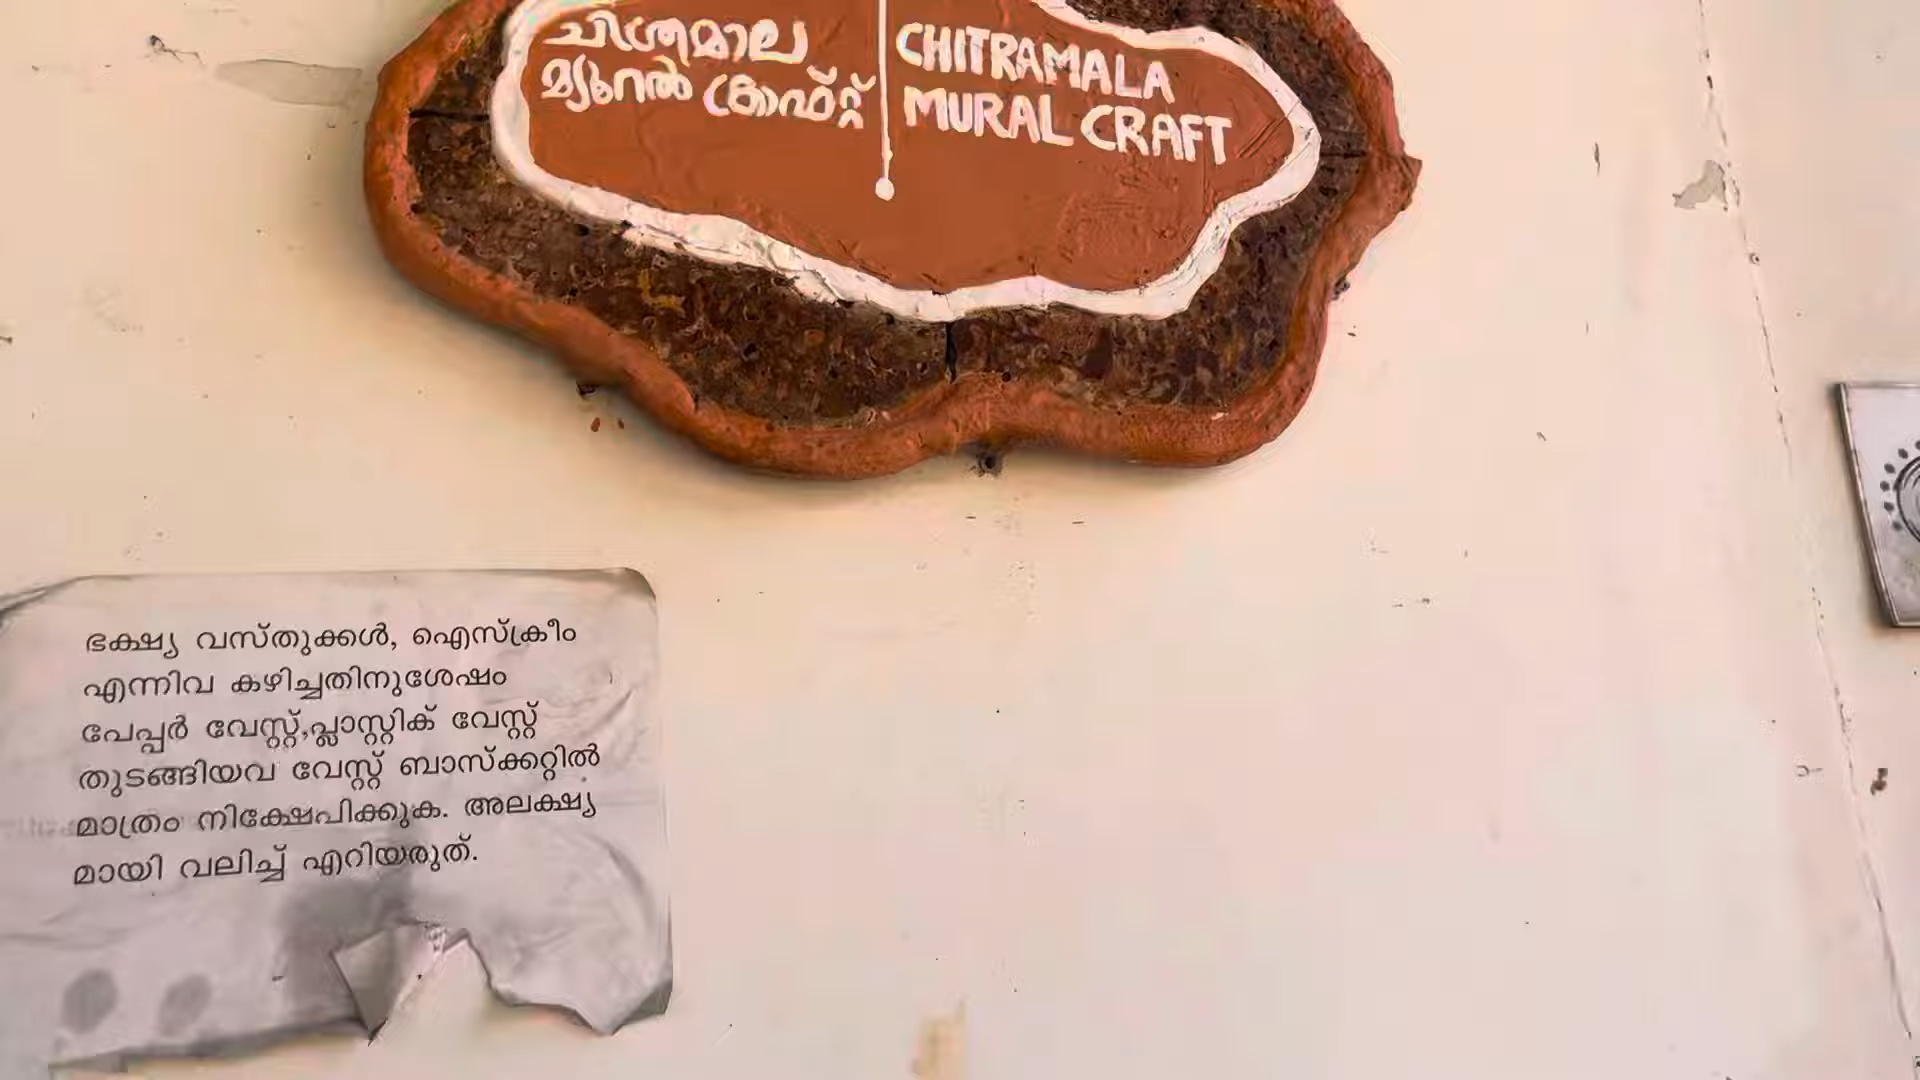 ചിത്രമാല
മ്യൂറൽ ക്രാഫ്റ്റ്
CHITRAMALA
MURAL CRAFT
ഭക്ഷ്യ വസ്തുക്കൾ, ഐസ്ക്രീം
എന്നിവ കഴിച്ചതിനുശേഷം
പേപ്പർ വേസ്റ്റ്,പ്ലാസ്റ്റിക് വേസ്റ്റ്
തുടങ്ങിയവ വേസ്റ്റ് ബാസ്ക്കറ്റിൽ
മാത്രം നിക്ഷേപിക്കുക. അലക്ഷ്യ
മായി വലിച്ച് എറിയരുത്.